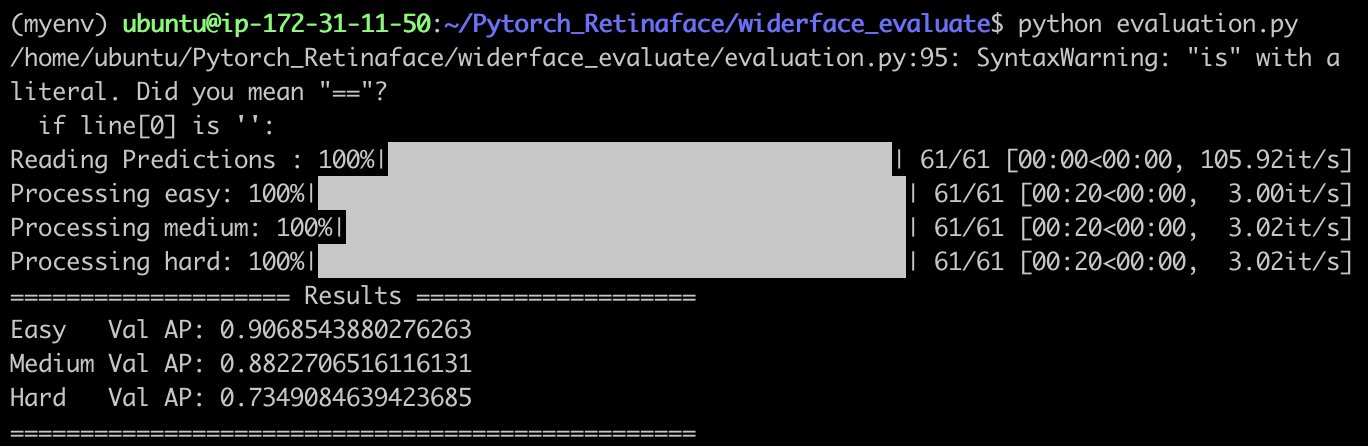 (myenv) ubuntu@ip-172-31-11-50:~/Pytorch_Retinaface/widerface_evaluate$ python evaluation.py
/home/ubuntu/Pytorch_Retinaface/widerface_evaluate/evaluation.py:95: SyntaxWarning: "is" with a
literal. Did you mean "=="?
  if line[0] is '':
Reading Predictions : 100%|| 61/61 [00:00<00:00, 105.92it/s]
Processing easy: 100%|| 61/61 [00:20<00:00,  3.00it/s]
Processing medium: 100%|| 61/61 [00:20<00:00,  3.02it/s]
Processing hard: 100%|| 61/61 [00:20<00:00,  3.02it/s]
==================== Results ====================
Easy   Val AP: 0.9068543880276263
Medium Val AP: 0.8822706516116131
Hard   Val AP: 0.7349084639423685
=================================================